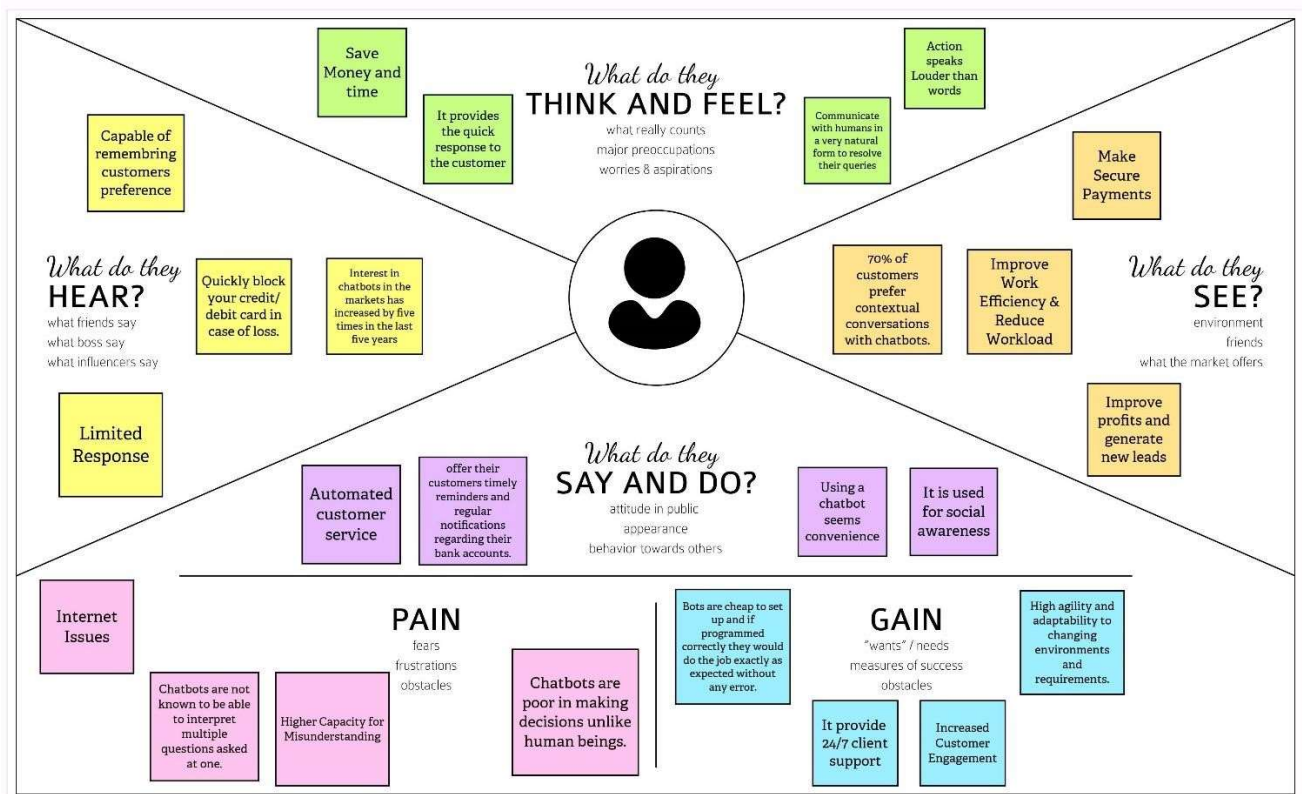 What do they
THINK AND FEEL?
what really counts
major preoccupations
worries & aspirations
Save
Money and
time
It provides
the quick
response to
the customer
Communicate
with humans in
a very natural
form to resolve
their queries
Action
speaks
Louder than
words
What do they
HEAR?
what friends say
what boss say
what influencers say
Capable of
remembring
customers
preference
Quickly block
your credit/
debit card in
case of loss.
Interest in
chatbots in the
markets has
increased by five
times in the last
five years
Limited
Response
What do they
SEE?
environment
friends
what the market offers
Make
Secure
Payments
70% of
customers
prefer
contextual
conversations
with chatbots.
Improve
Work
Efficiency &
Reduce
Workload
Improve
profits and
generate
new leads
What do they
SAY AND DO?
attitude in public
appearance
behavior towards others
Automated
customer
service
offer their
customers timely
reminders and
regular
notifications
regarding their
bank accounts.
Using a
chatbot
seems
convenience
It is used
for social
awareness
PAIN
fears
frustrations
obstacles
Internet
Issues
Chatbots are not
known to be able
to interpret
multiple
questions asked
at one.
Higher Capacity for
Misunderstanding
Chatbots are
poor in making
decisions unlike
human beings.
GAIN
"wants" / needs
measures of success
obstacles
Bots are cheap to set
up and if
programmed
correctly they would
do the job exactly as
expected without
any error.
It provide
24/7 client
support
Increased
Customer
Engagement
High agility and
adaptability to
changing
environments
and
requirements.